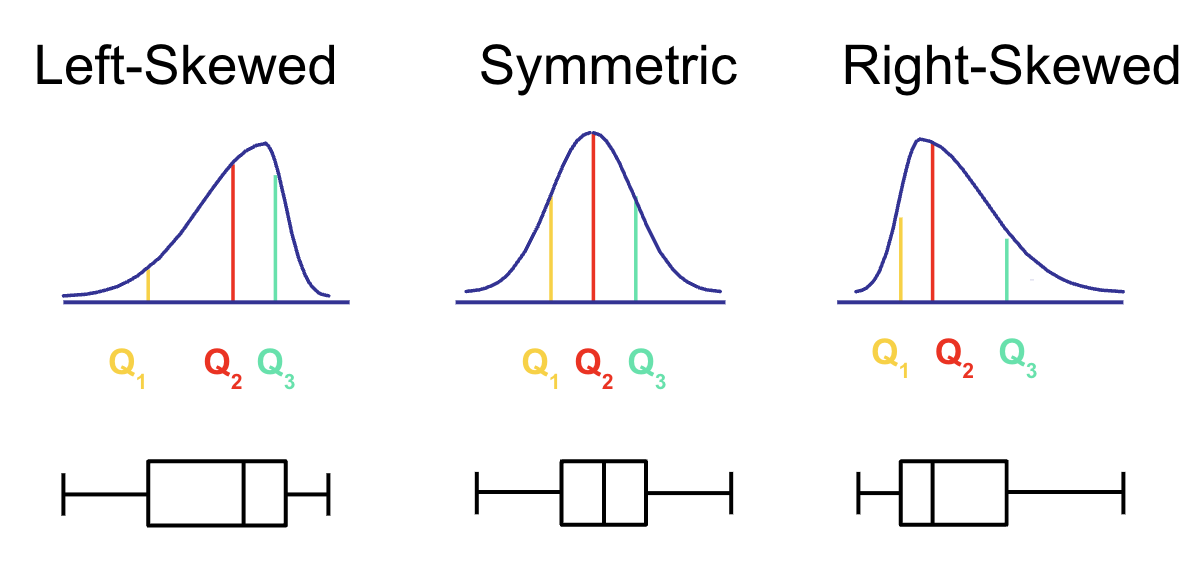 Left-Skewed
Symmetric
Right-Skewed
Q1 Q2 Q3
Q1 Q2 Q3
Q1 Q2 Q3